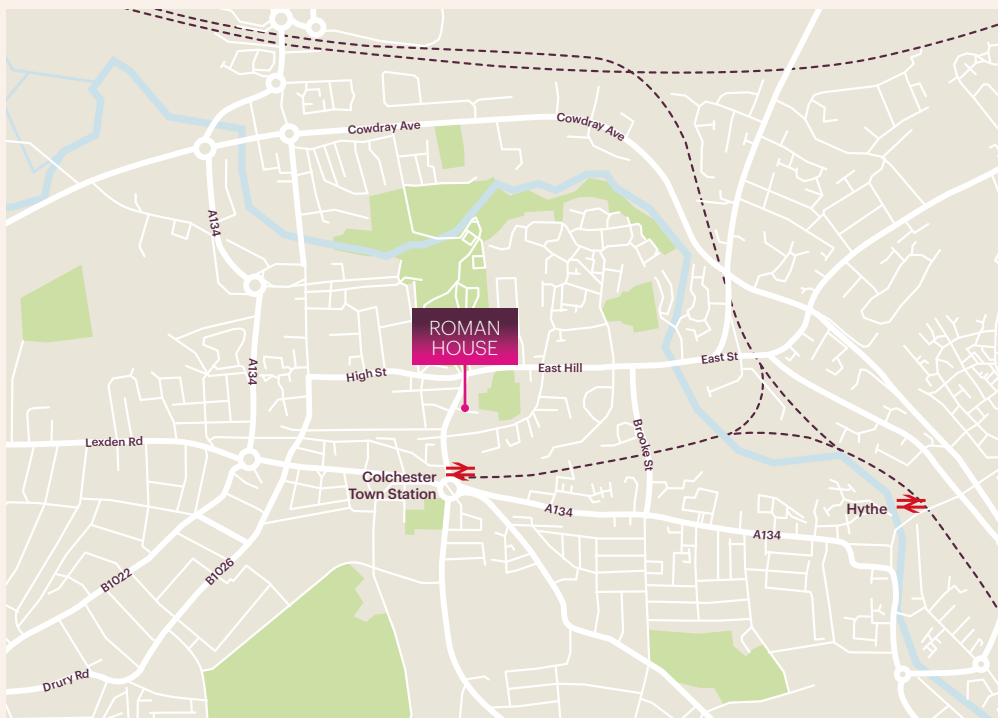 Cowdray Ave
Cowdray Ave
A134
ROMAN
HOUSE
East St
East Hill
High St
A134
Lexden Rd
Brooke St
Colchester
Town Station
A134
Hythe
A134
B1022
B1026
Drury Rd